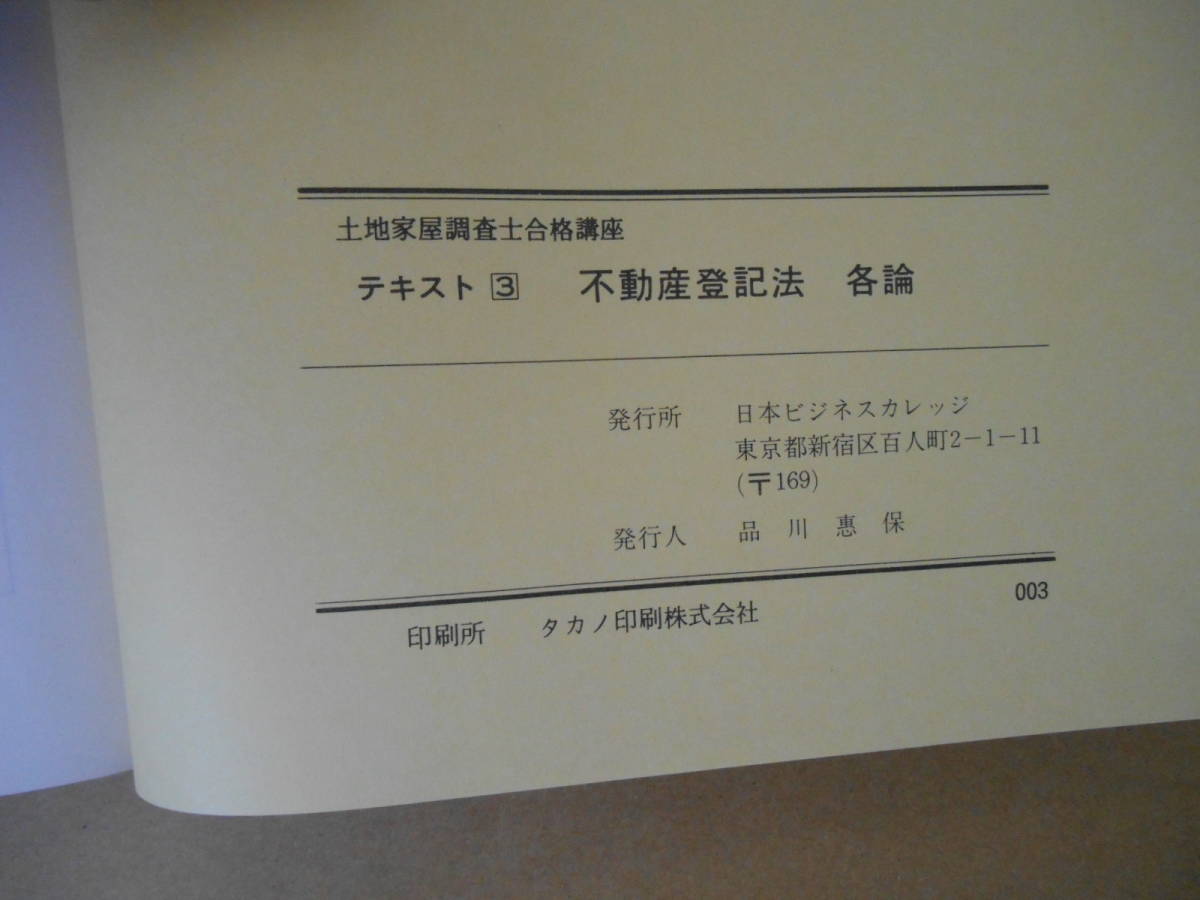 土地家屋調査士合格講座
テキスト 3 不動産登記法 各論
発行所 日本ビジネスカレッジ
東京都新宿区百人町2−1−11
(〒169)
発行人 品川惠保
003
印刷所 タカノ印刷株式会社